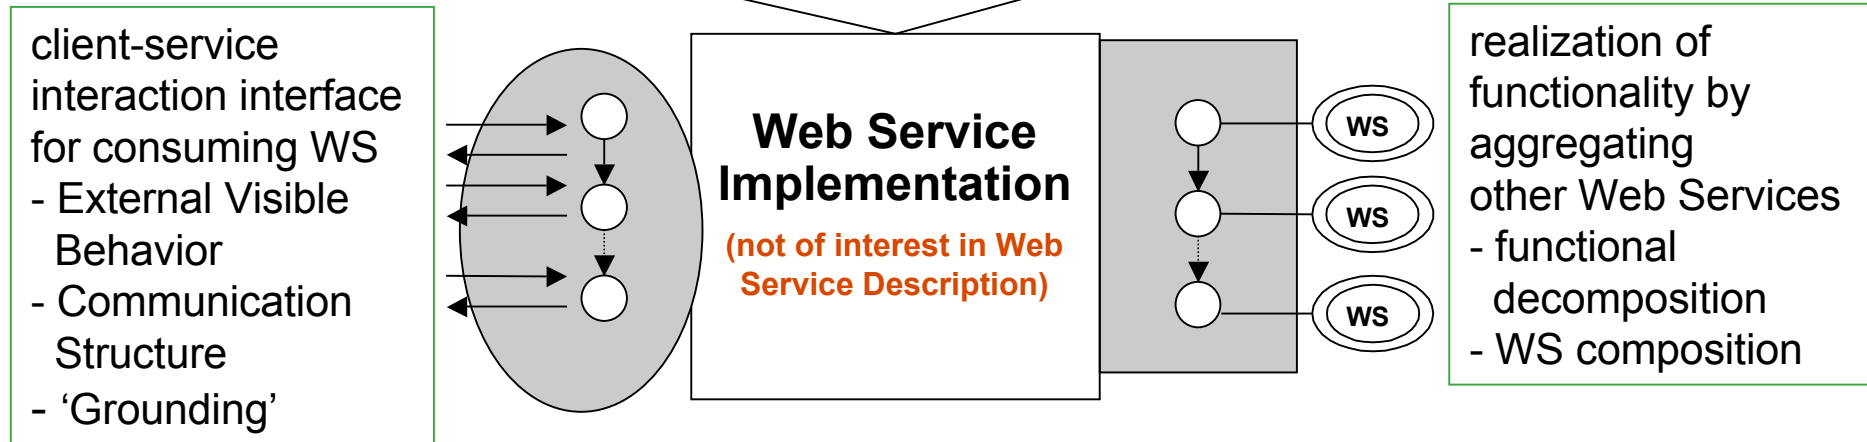 client-service
interaction interface
for consuming WS
- External Visible
Behavior
- Communication
Structure
- ‘Grounding’
Web Service
Implementation
(not of interest in Web
Service Description)
WS
WS
WS
realization of
functionality by
aggregating
other Web Services
- functional
decomposition
- WS composition